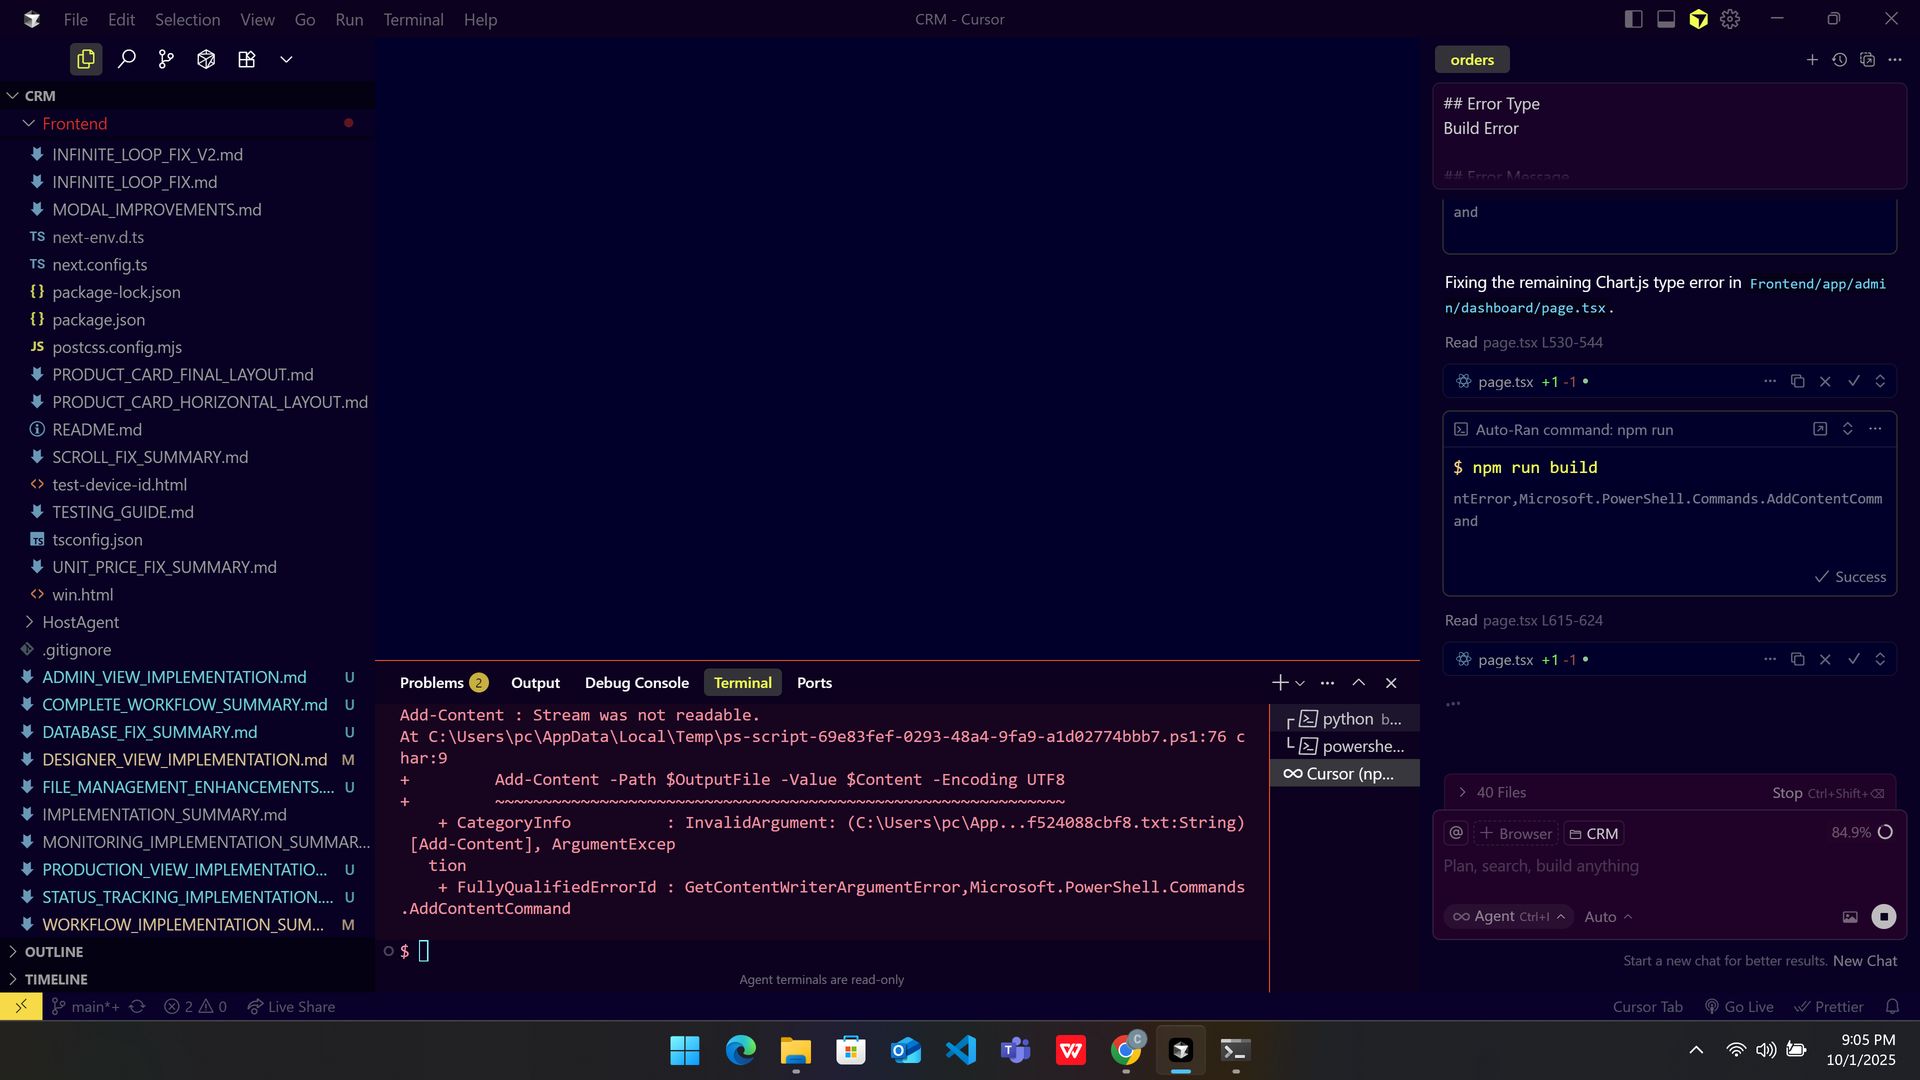 File Edit Selection View Go Run Terminal Help
CRM - Cursor
CRM
Frontend
INFINITE_LOOP_FIX_V2.md
INFINITE_LOOP_FIX.md
MODAL_IMPROVEMENTS.md
TS next-env.d.ts
TS next.config.ts
{} package-lock.json
{} package.json
JS postcss.config.mjs
PRODUCT_CARD_FINAL_LAYOUT.md
PRODUCT_CARD_HORIZONTAL_LAYOUT.md
README.md
SCROLL_FIX_SUMMARY.md
<> test-device-id.html
TESTING_GUIDE.md
TS tsconfig.json
UNIT_PRICE_FIX_SUMMARY.md
<> win.html
HostAgent
.gitignore
ADMIN_VIEW_IMPLEMENTATION.md U
COMPLETE_WORKFLOW_SUMMARY.md U
DATABASE_FIX_SUMMARY.md U
DESIGNER_VIEW_IMPLEMENTATION.md M
FILE_MANAGEMENT_ENHANCEMENTS.... U
IMPLEMENTATION_SUMMARY.md
MONITORING_IMPLEMENTATION_SUMMAR...
PRODUCTION_VIEW_IMPLEMENTATIO... U
STATUS_TRACKING_IMPLEMENTATION.... U
WORKFLOW_IMPLEMENTATION_SUM... M
OUTLINE
TIMELINE
Problems 2 Output Debug Console Terminal Ports
Add-Content : Stream was not readable.
At C:\Users\pc\AppData\Local\Temp\ps-script-69e83fef-0293-48a4-9fa9-a1d02774bbb7.ps1:76 c
har:9
+         Add-Content -Path $OutputFile -Value $Content -Encoding UTF8
+         ~~~~~~~~~~~~~~~~~~~~~~~~~~~~~~~~~~~~~~~~~~~~~~~~~~~~~~~~~~~~
+ CategoryInfo          : InvalidArgument: (C:\Users\pc\App...f524088cbf8.txt:String)
[Add-Content], ArgumentExcep
tion
+ FullyQualifiedErrorId : GetContentWriterArgumentError,Microsoft.PowerShell.Commands
.AddContentCommand
$
Agent terminals are read-only
python b...
powershe...
Cursor (np...
orders
## Error Type
Build Error
## Error Message
and
Fixing the remaining Chart.js type error in Frontend/app/admi
n/dashboard/page.tsx.
Read page.tsx L530-544
page.tsx +1 -1
Auto-Ran command: npm run
$ npm run build
ntError,Microsoft.PowerShell.Commands.AddContentComm
and
Success
Read page.tsx L615-624
page.tsx +1 -1
40 Files Stop Ctrl+Shift+⌫
@ + Browser CRM 84.9%
Plan, search, build anything
Agent Ctrl+I Auto
Start a new chat for better results. New Chat
main*+ 2 0 Live Share
Cursor Tab Go Live Prettier
C
9:05 PM
10/1/2025